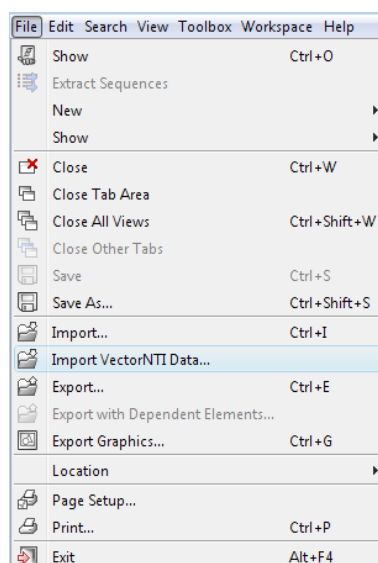 File Edit Search View Toolbox Workspace Help
Show Ctrl+O
Extract Sequences
New
Show
Close Ctrl+W
Close Tab Area
Close All Views Ctrl+Shift+W
Close Other Tabs
Save Ctrl+S
Save As... Ctrl+Shift+S
Import... Ctrl+I
Import VectorNTI Data...
Export... Ctrl+E
Export with Dependent Elements...
Export Graphics... Ctrl+G
Location
Page Setup...
Print... Ctrl+P
Exit Alt+F4